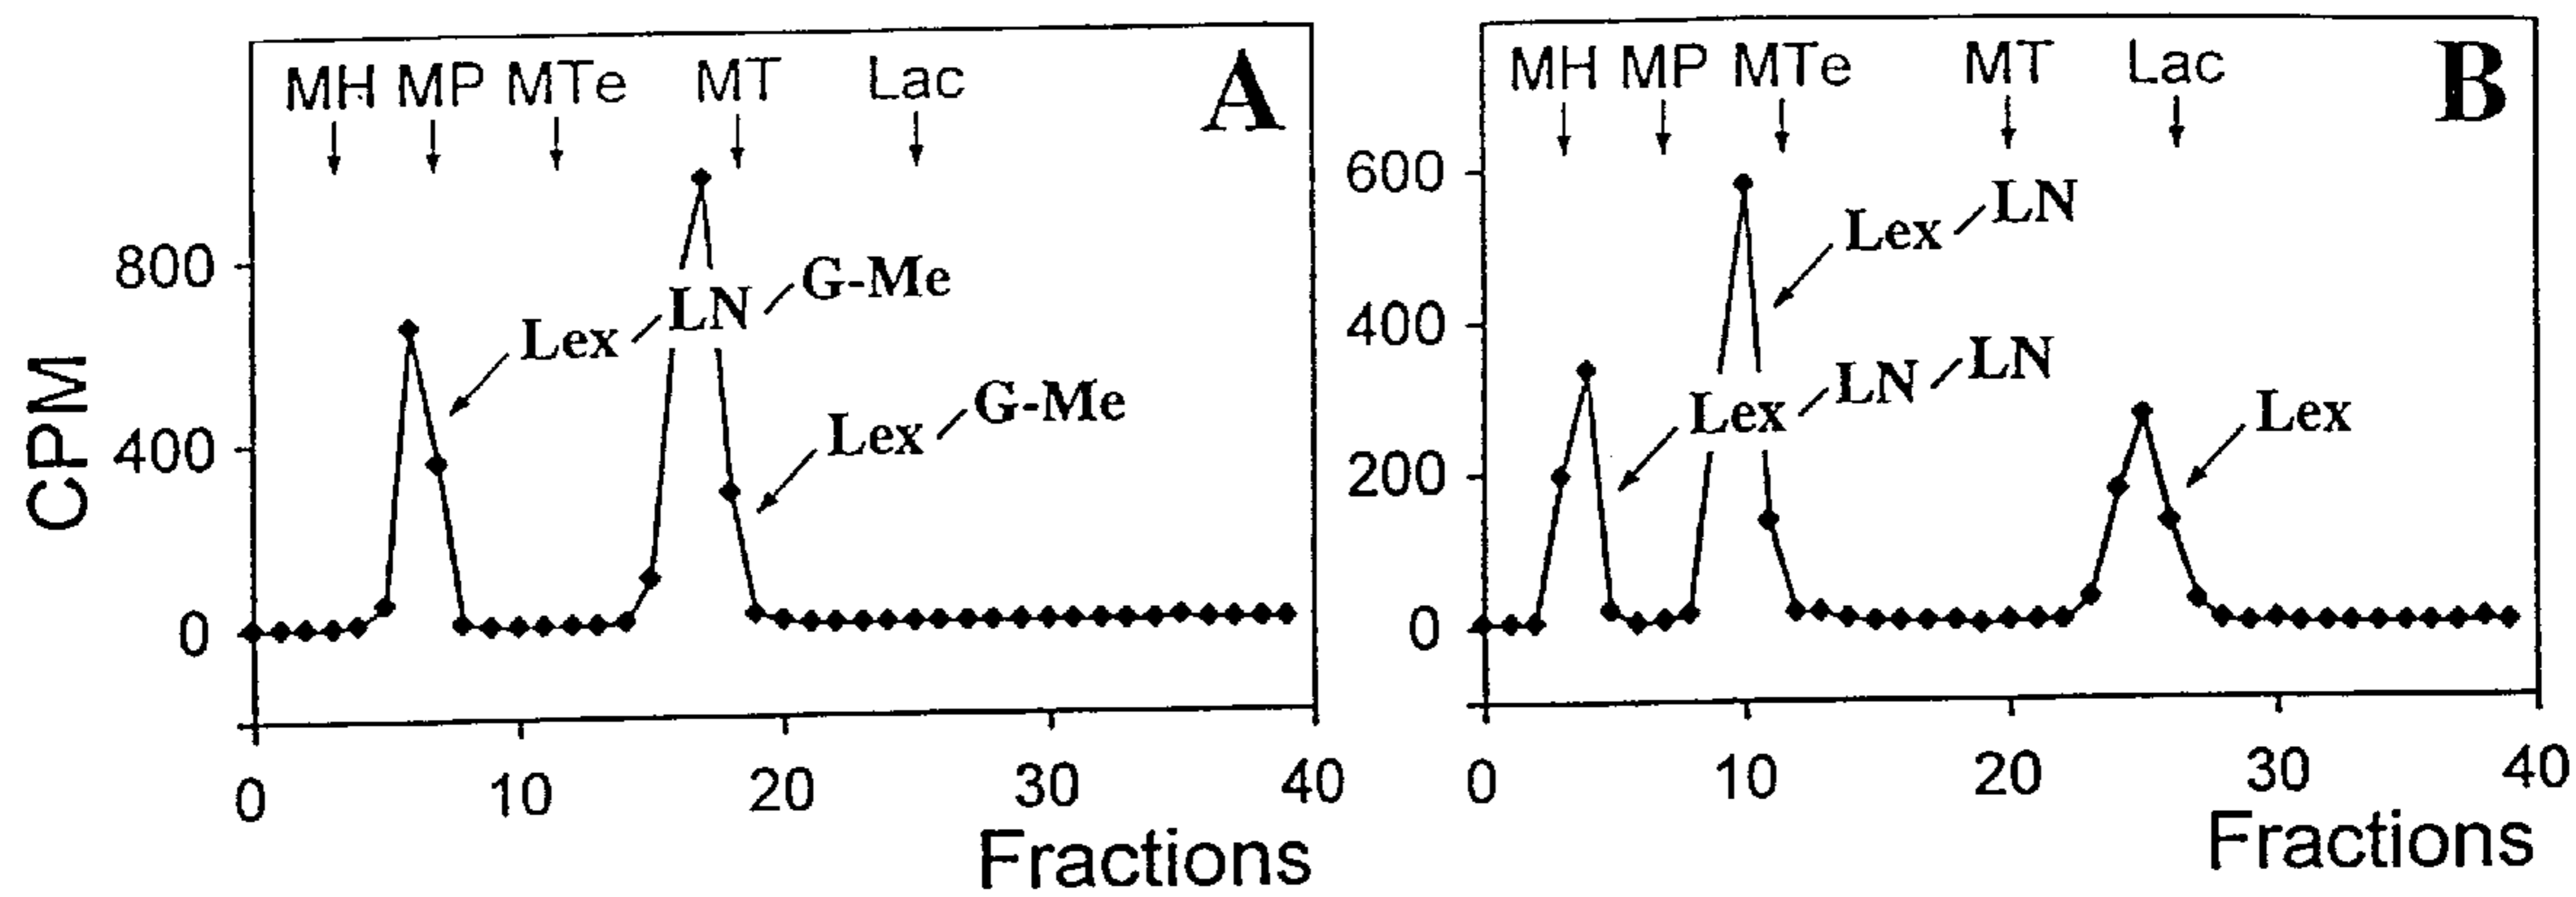 MH MP MTe MT Lac A
800
400
0
CPM
Lex LN G-Me
Lex G-Me
0 10 20 30 40
Fractions
MH MP MTe MT Lac B
600
400
200
0
Lex LN
Lex LN LN
Lex
0 10 20 30 40
Fractions